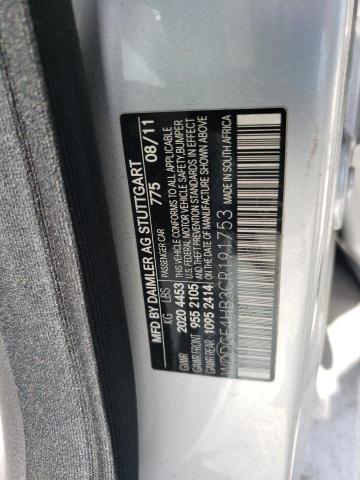 MFD. BY DAIMLER AG STUTTGART
PASSENGER CAR 775 08/11
KG LBS
GVWR 2020 4453
GAWR 955 2105
GAWR 1095 2414
THIS VEHICLE CONFORMS TO ALL APPLICABLE
U.S. FEDERAL MOTOR VEHICLE SAFETY, BUMPER
AND THEFT PREVENTION STANDARDS IN EFFECT
ON THE DATE OF MANUFACTURE SHOWN ABOVE
MADE IN SOUTH AFRICA
WDDGF4HB3CR191753